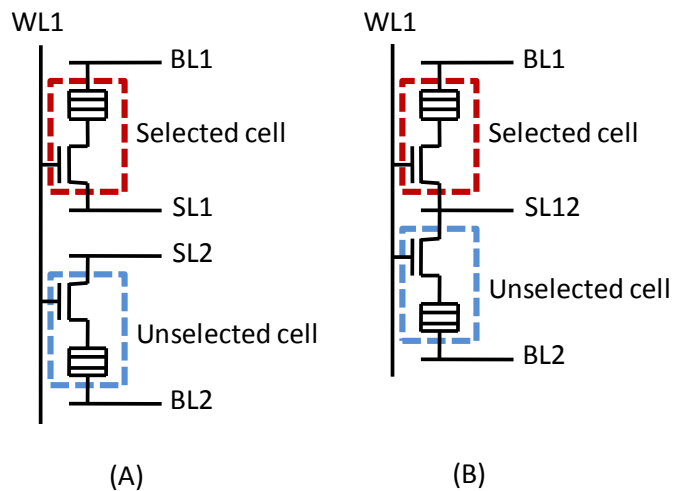 WL1
BL1
Selected cell
SL1
SL2
Unselected cell
BL2
(A)
WL1
BL1
Selected cell
SL12
Unselected cell
BL2
(B)